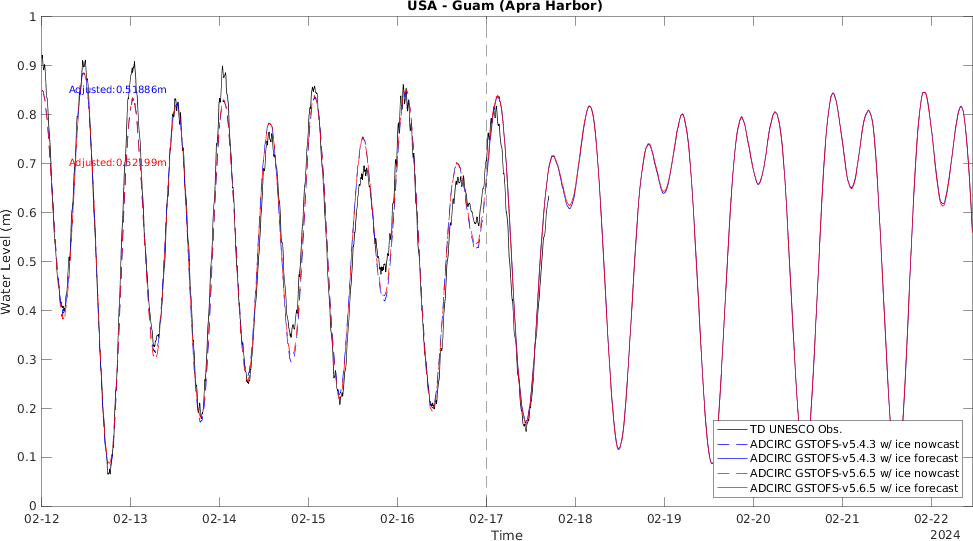 USA - Guam (Apra Harbor)
1
0.9
0.8
0.7
0.6
0.5
0.4
0.3
0.2
0.1
0
Water Level (m)
Adjusted:0.51886m
Adjusted:0.52199m
TD UNESCO Obs.
ADCIRC GSTOFS-v5.4.3 w/ ice nowcast
ADCIRC GSTOFS-v5.4.3 w/ ice forecast
ADCIRC GSTOFS-v5.6.5 w/ ice nowcast
ADCIRC GSTOFS-v5.6.5 w/ ice forecast
02-12 02-13 02-14 02-15 02-16 02-17 02-18 02-19 02-20 02-21 02-22
Time
2024